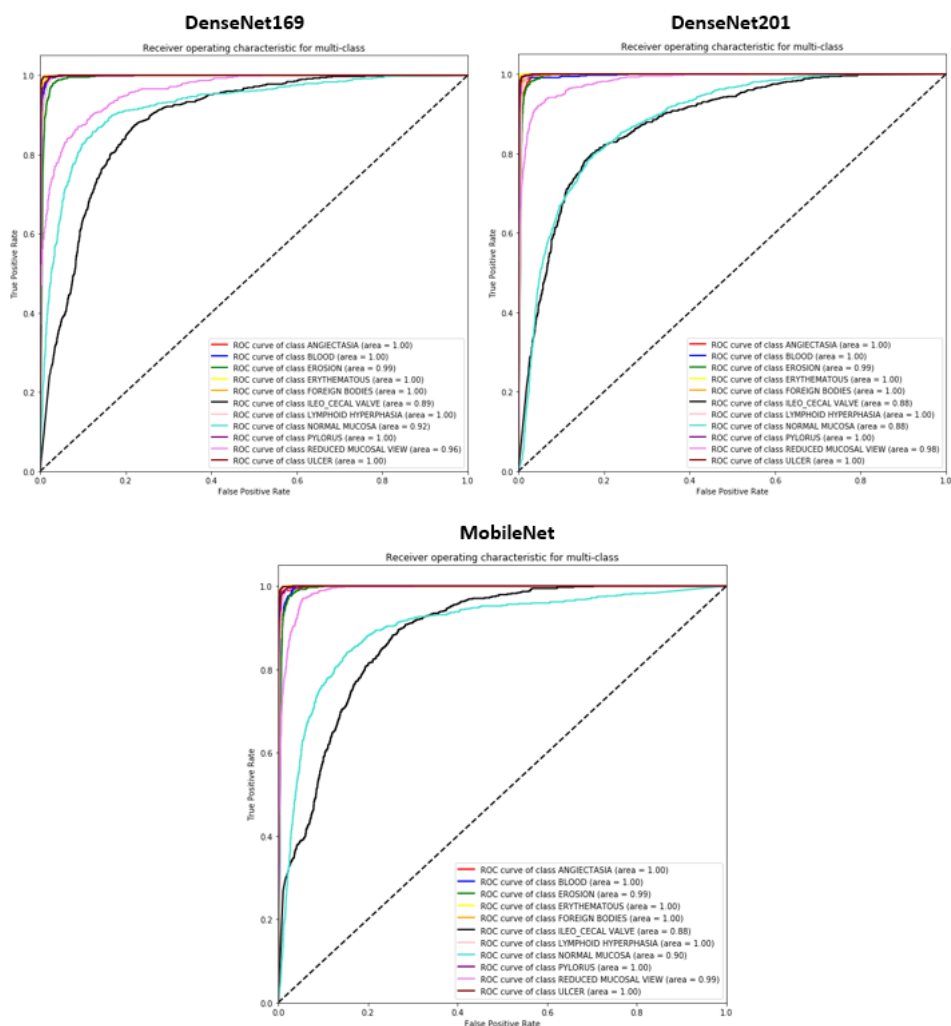 DenseNet169
Receiver operating characteristic for multi-class
True Positive Rate
1.0
0.8
0.6
0.4
0.2
0.0
ROC curve of class ANGIECTASIA (area = 1.00)
ROC curve of class BLOOD (area = 1.00)
ROC curve of class EROSION (area = 0.99)
ROC curve of class ERYTHEMATOUS (area = 1.00)
ROC curve of class FOREIGN BODIES (area = 1.00)
ROC curve of class ILEO_CECAL VALVE (area = 0.89)
ROC curve of class LYMPHOID HYPERPHASIA (area = 1.00)
ROC curve of class NORMAL MUCOSA (area = 0.92)
ROC curve of class PYLORUS (area = 1.00)
ROC curve of class REDUCED MUCOSAL VIEW (area = 0.96)
ROC curve of class ULCER (area = 1.00)
0.0 0.2 0.4 0.6 0.8 1.0
False Positive Rate
DenseNet201
Receiver operating characteristic for multi-class
True Positive Rate
1.0
0.8
0.6
0.4
0.2
0.0
ROC curve of class ANGIECTASIA (area = 1.00)
ROC curve of class BLOOD (area = 1.00)
ROC curve of class EROSION (area = 0.99)
ROC curve of class ERYTHEMATOUS (area = 1.00)
ROC curve of class FOREIGN BODIES (area = 1.00)
ROC curve of class ILEO_CECAL VALVE (area = 0.88)
ROC curve of class LYMPHOID HYPERPHASIA (area = 1.00)
ROC curve of class NORMAL MUCOSA (area = 0.88)
ROC curve of class PYLORUS (area = 1.00)
ROC curve of class REDUCED MUCOSAL VIEW (area = 0.98)
ROC curve of class ULCER (area = 1.00)
0.0 0.2 0.4 0.6 0.8 1.0
False Positive Rate
MobileNet
Receiver operating characteristic for multi-class
True Positive Rate
1.0
0.8
0.6
0.4
0.2
0.0
ROC curve of class ANGIECTASIA (area = 1.00)
ROC curve of class BLOOD (area = 1.00)
ROC curve of class EROSION (area = 0.99)
ROC curve of class ERYTHEMATOUS (area = 1.00)
ROC curve of class FOREIGN BODIES (area = 1.00)
ROC curve of class ILEO_CECAL VALVE (area = 0.88)
ROC curve of class LYMPHOID HYPERPHASIA (area = 1.00)
ROC curve of class NORMAL MUCOSA (area = 0.90)
ROC curve of class PYLORUS (area = 1.00)
ROC curve of class REDUCED MUCOSAL VIEW (area = 0.99)
ROC curve of class ULCER (area = 1.00)
0.0 0.2 0.4 0.6 0.8 1.0
False Positive Rate